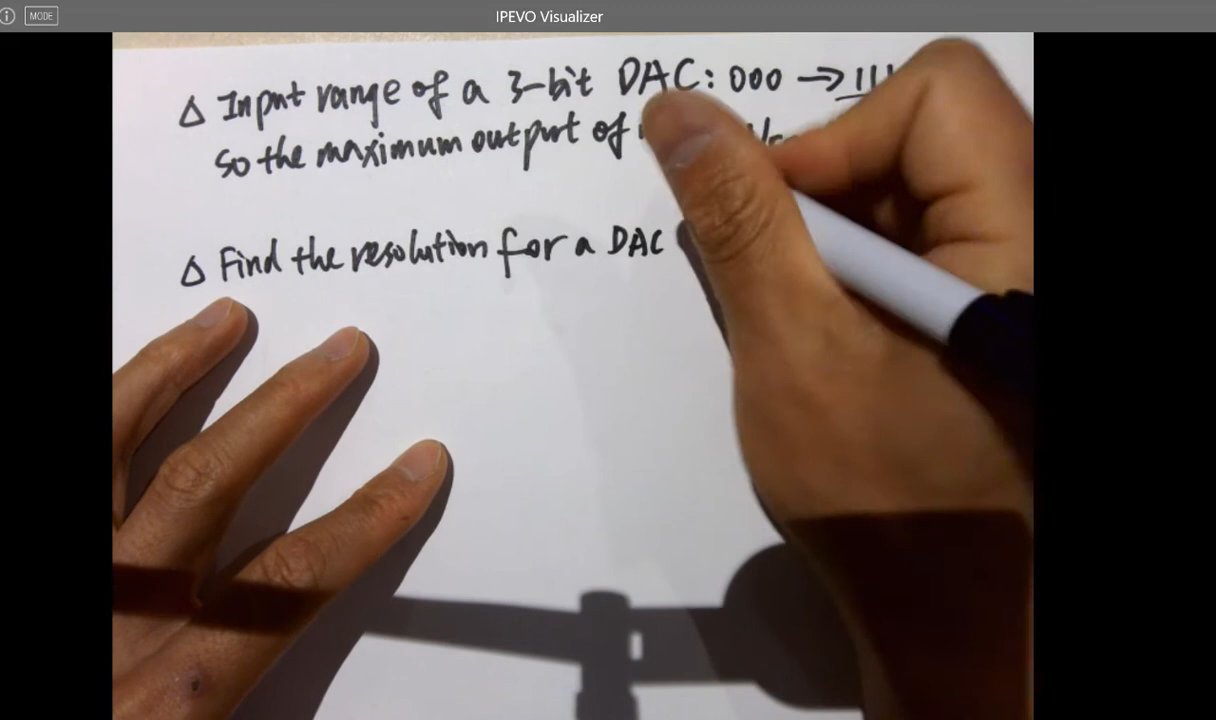 MODE
IPEVO Visualizer
Δ Input range of a 3-bit DAC: 000 → 111
so the maximum output of
Δ Find the resolution for a DAC